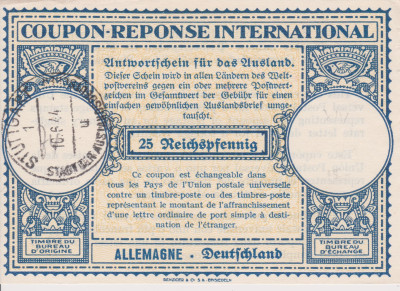 COUPON-REPONSE INTERNATIONAL
Antwortschein für das Ausland.
Dieser Schein wird in allen Ländern des Welt-
postvereins gegen ein oder mehrere Postwert-
zeichen im Gesamtwert der Gebühr für einen
einfachen gewöhnlichen Auslandsbrief umge-
tauscht.
25 Reichspfennig
Ce coupon est échangeable dans
tous les Pays de l'Union postale universelle
contre un timbre-poste ou des timbres-poste
représentant le montant de l'affranchissement
d'une lettre ordinaire de port simple à desti-
nation de l'étranger.
TIMBRE DU
BUREAU
D'ORIGINE
TIMBRE DU
BUREAU
D'ÉCHANGE
ALLEMAGNE - Deutschland